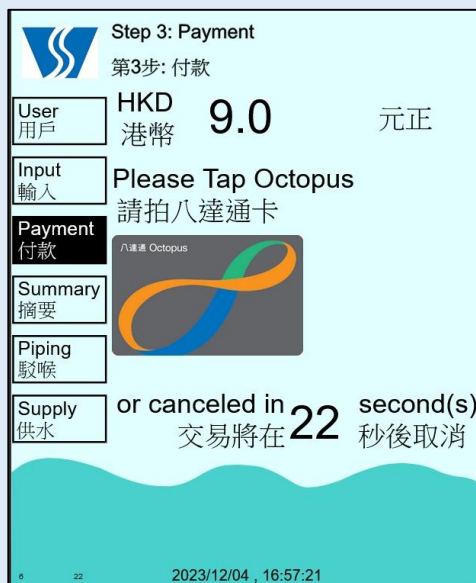 Step 3: Payment
第3步: 付款
User
用戶
Input
輸入
Payment
付款
Summary
摘要
Piping
駁喉
Supply
供水
HKD 9.0
港幣 元正
Please Tap Octopus
請拍八達通卡
八達通 Octopus
or canceled in 22 second(s)
交易將在 秒後取消
6 22 2023/12/04 , 16:57:21